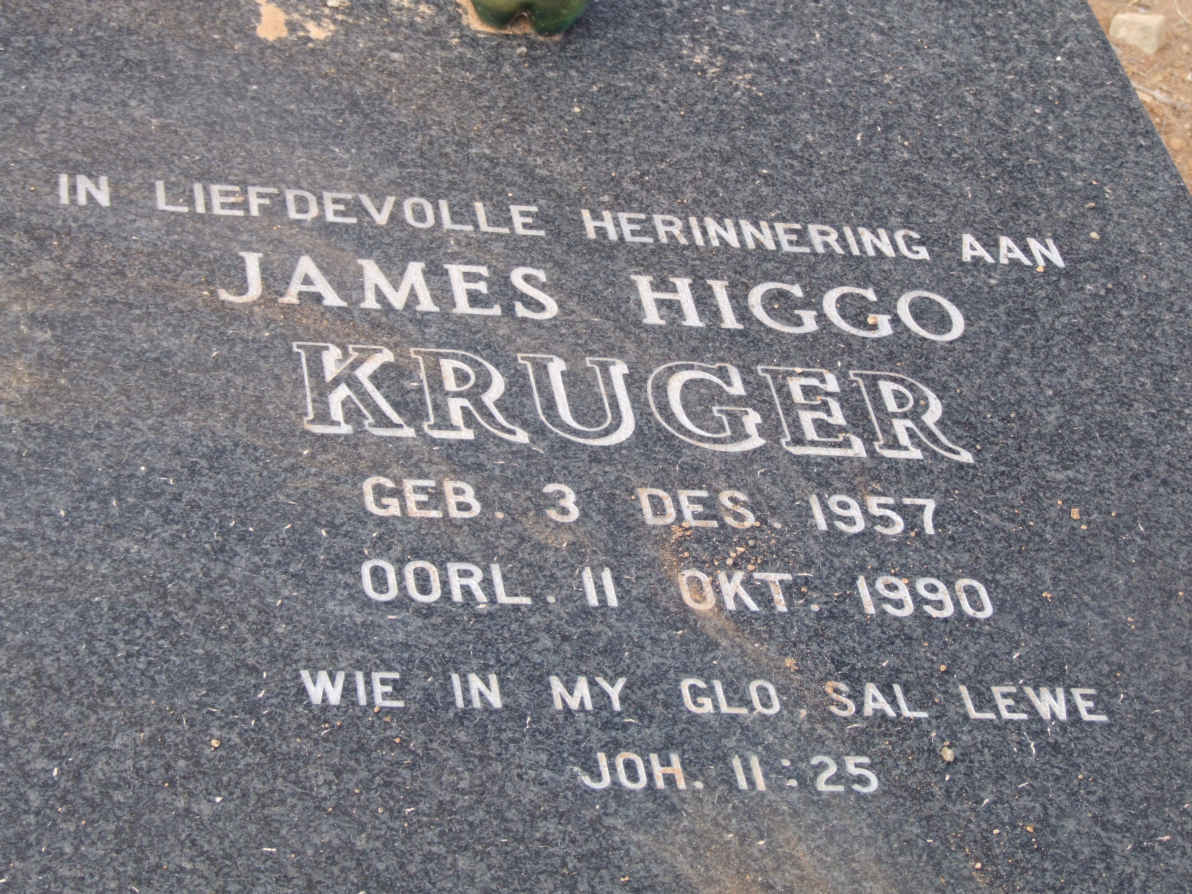 IN LIEFDEVOLLE HERINNERING AAN
JAMES HIGGO
KRUGER
GEB. 3 DES. 1957
OORL. 11 OKT. 1990
WIE IN MY GLO SAL LEWE
JOH. 11:25